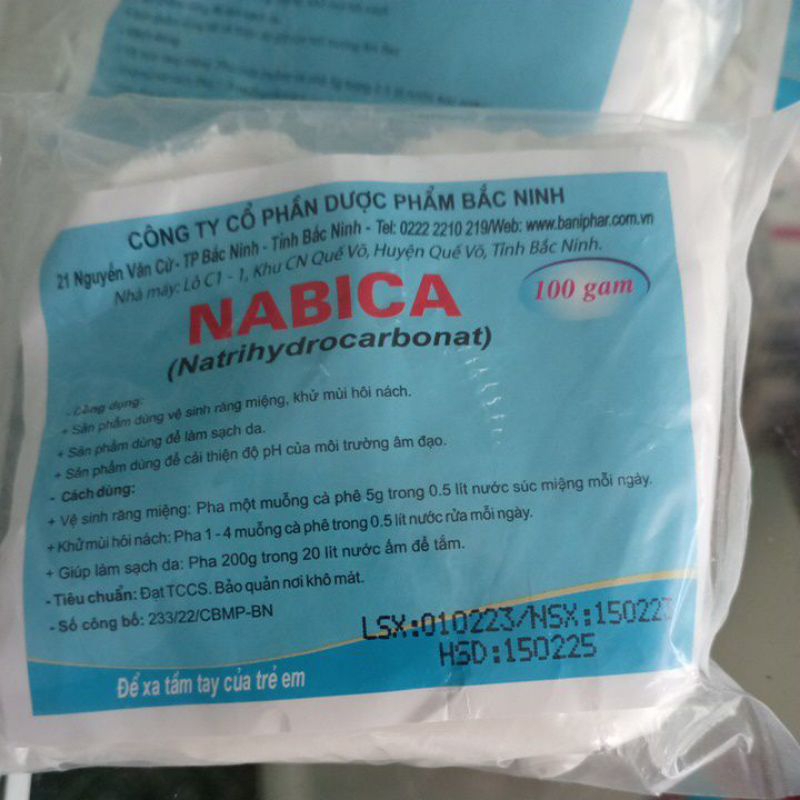 CÔNG TY CỔ PHẦN DƯỢC PHẨM BẮC NINH
21 Nguyễn Văn Cừ - TP Bắc Ninh - Tỉnh Bắc Ninh - Tel: 0222 2210 219/Web: www.baniphar.com.vn
Nhà máy: Lô C1 - 1, Khu CN Quế Võ, Huyện Quế Võ, Tỉnh Bắc Ninh.
NABICA
100 gam
(Natrihydrocarbonat)
- Công dụng:
+ Sản phẩm dùng vệ sinh răng miệng, khử mùi hôi nách.
+ Sản phẩm dùng để làm sạch da.
+ Sản phẩm dùng để cải thiện độ pH của môi trường âm đạo.
- Cách dùng:
+ Vệ sinh răng miệng: Pha một muỗng cà phê 5g trong 0.5 lít nước súc miệng mỗi ngày.
+ Khử mùi hôi nách: Pha 1 - 4 muỗng cà phê trong 0.5 lít nước rửa mỗi ngày.
+ Giúp làm sạch da: Pha 200g trong 20 lít nước ấm để tắm.
- Tiêu chuẩn: Đạt TCCS. Bảo quản nơi khô mát.
- Số công bố: 233/22/CBMP-BN
LSX:010223/NSX:150223
HSD:150225
Để xa tầm tay của trẻ em